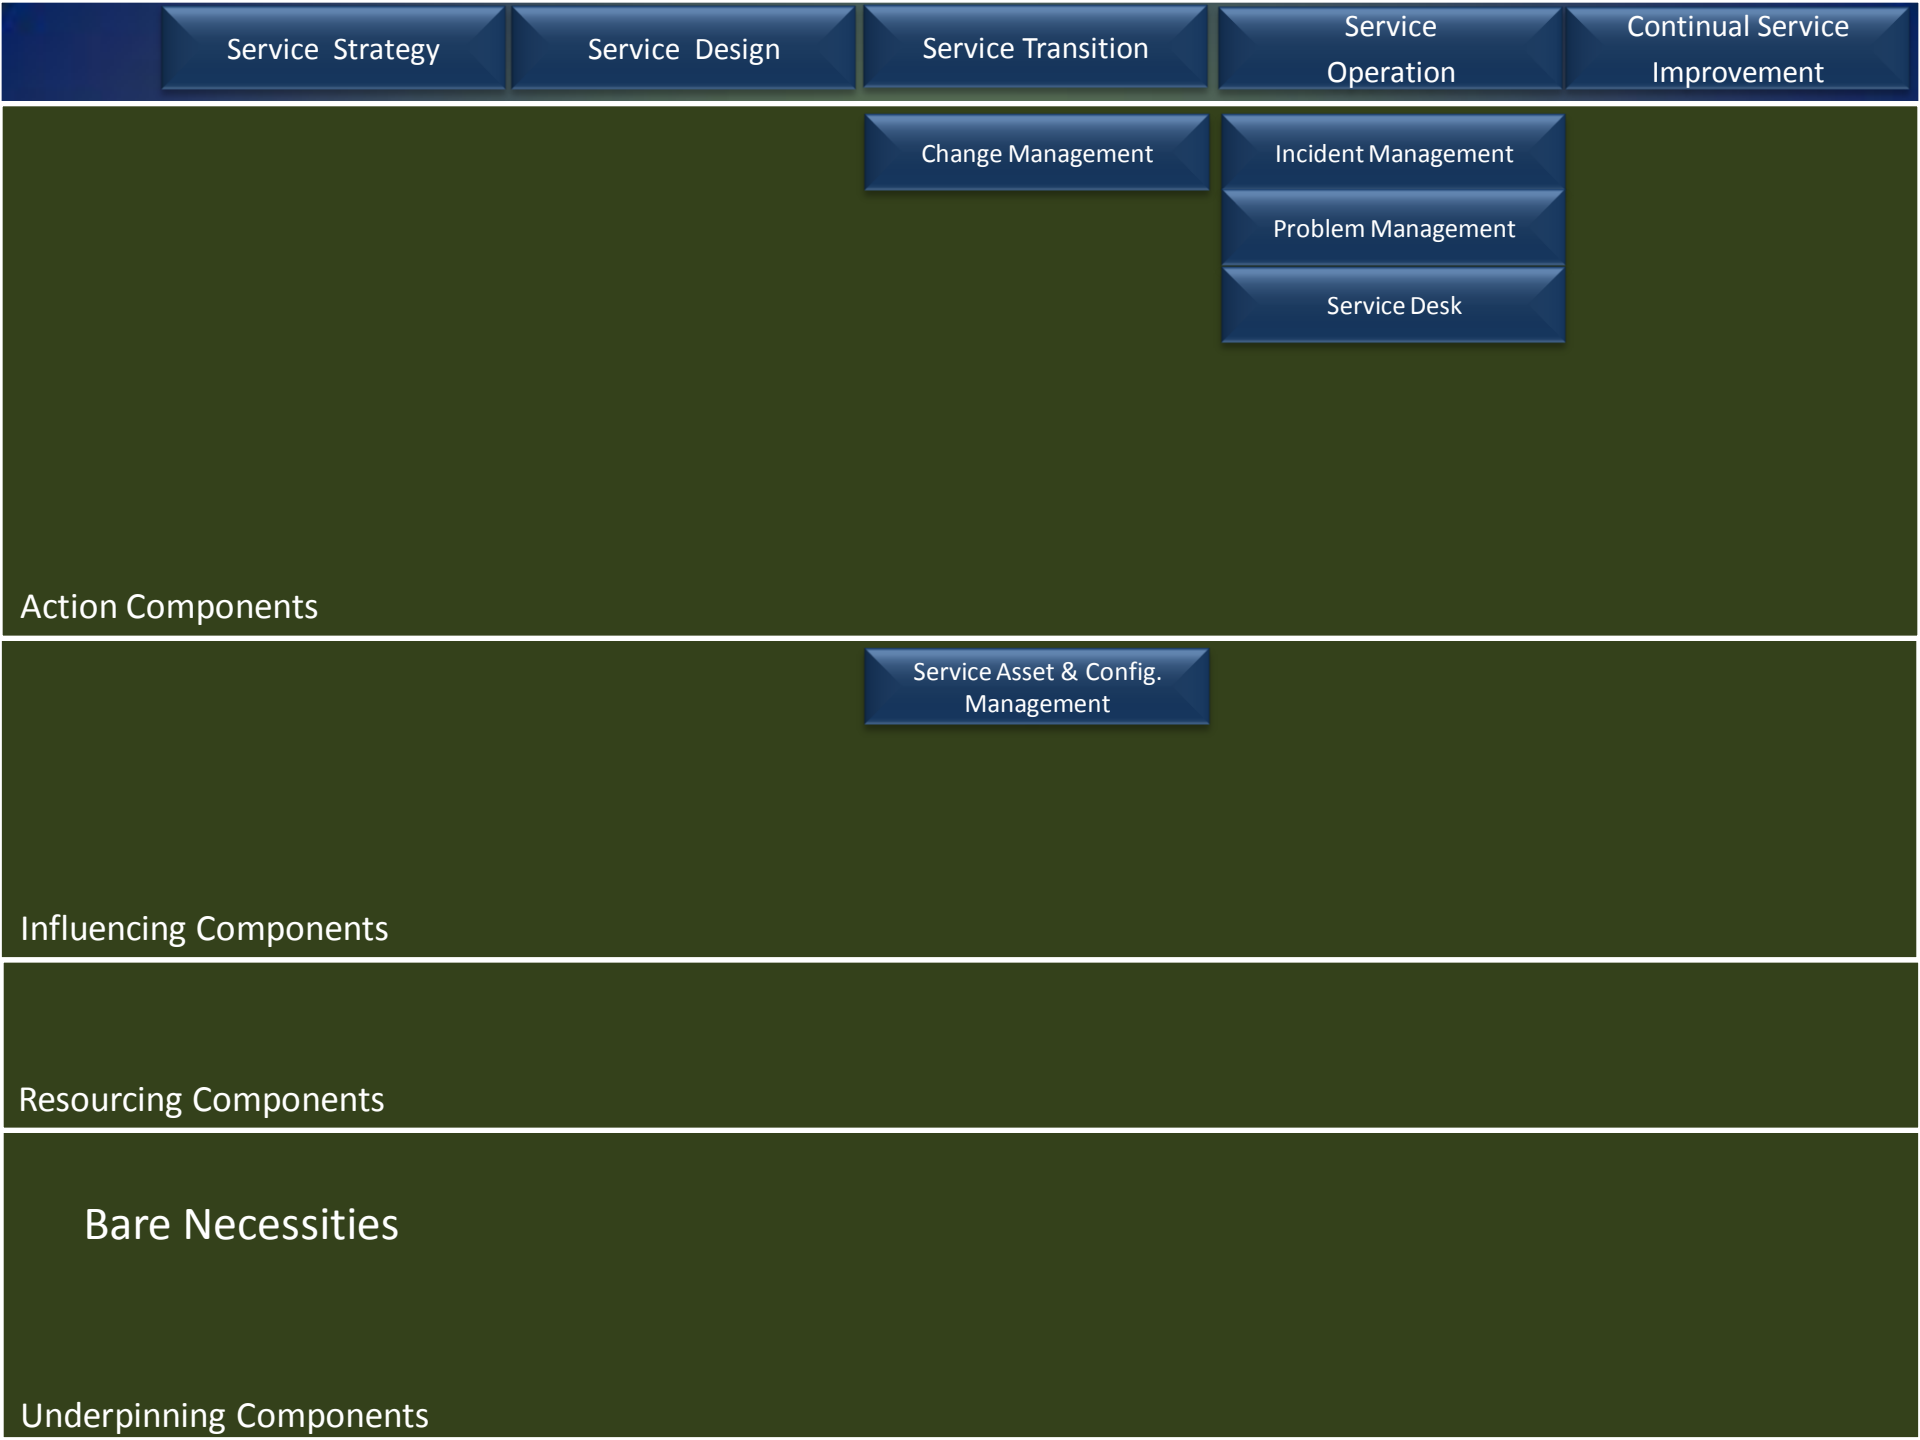 Service Strategy
Service Design
Service Transition
Service
Operation
Continual Service
Improvement
Change Management
Incident Management
Problem Management
Service Desk
Action Components
Service Asset & Config.
Management
Influencing Components
Resourcing Components
Bare Necessities
Underpinning Components